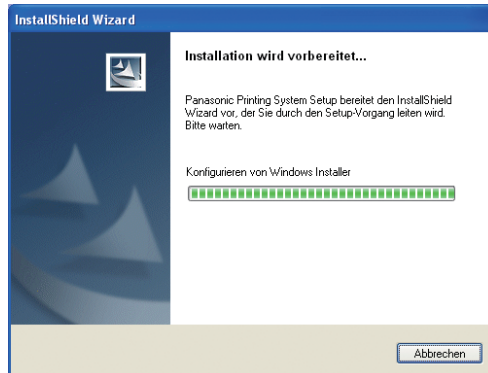 InstallShield Wizard
Installation wird vorbereitet...
Panasonic Printing System Setup bereitet den InstallShield
Wizard vor, der Sie durch den Setup-Vorgang leiten wird.
Bitte warten.
Konfigurieren von Windows Installer
Abbrechen